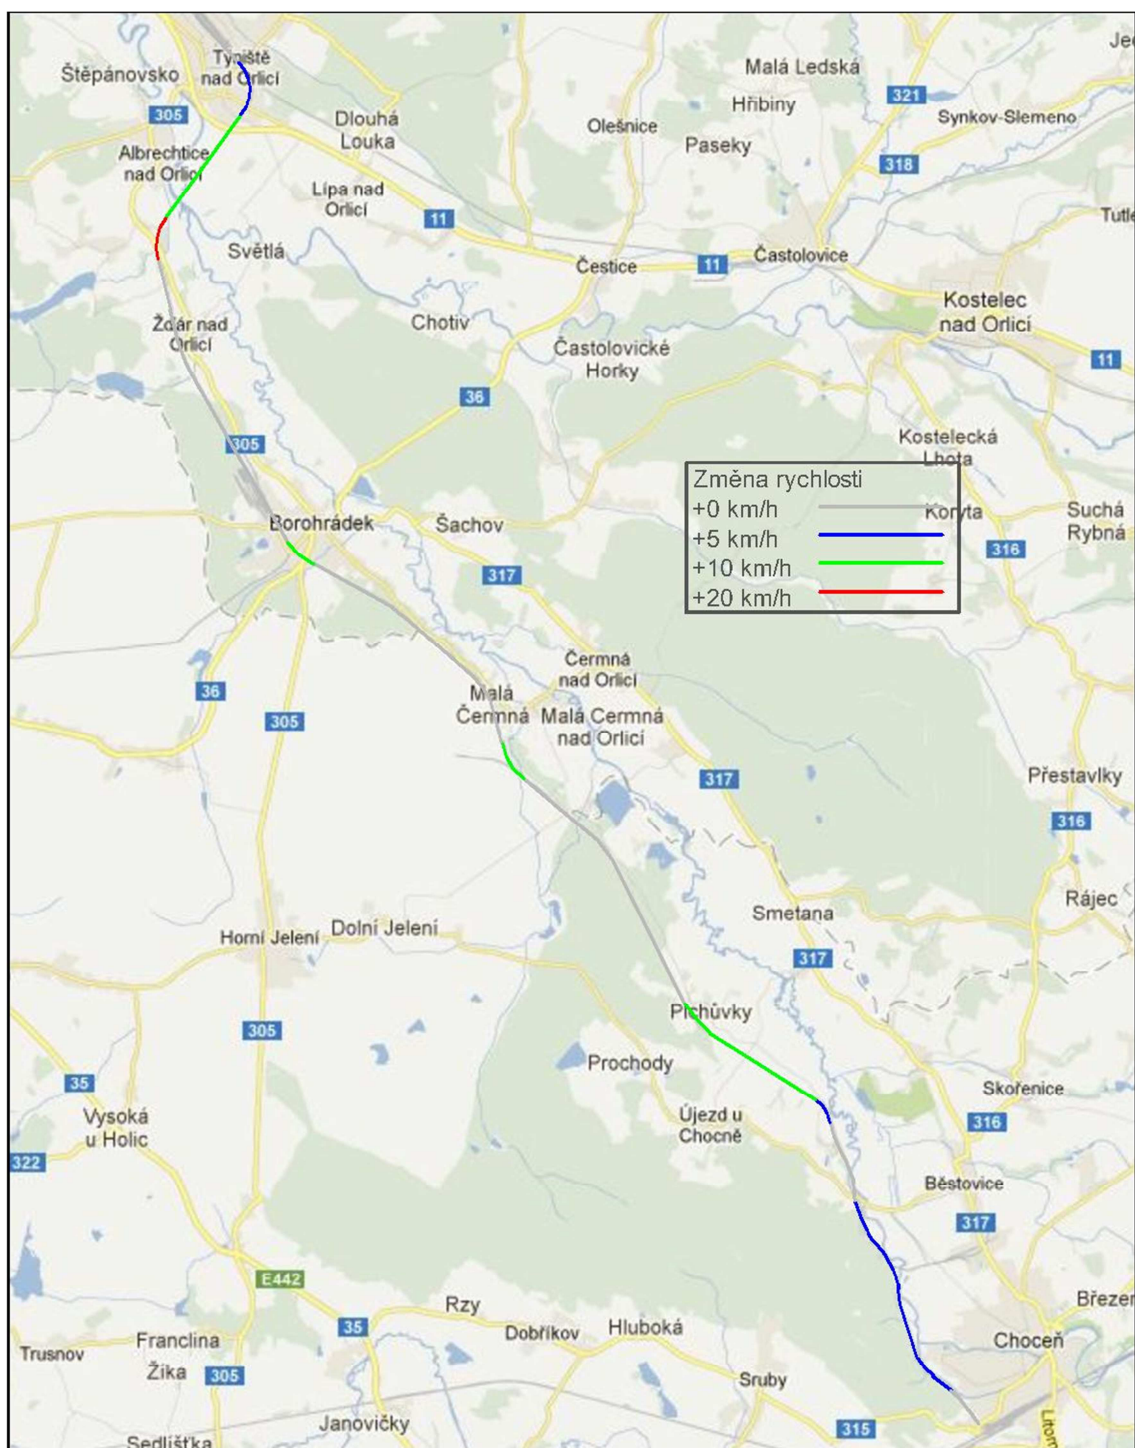 Týniště
nad Orlicí
Štěpánovsko
305
Malá Ledská
321
Hřibiny
Synkov-Slemeno
Dlouhá
Louka
Olešnice
Paseky
318
Albrechtice
nad Orlicí
Lípa nad
Orlicí
11
Světlá
Čestice
11
Častolovice
Kostelec
nad Orlicí
Žďár nad
Orlicí
Chotiv
Častolovické
Horky
11
36
305
Kostelecká
Lhota
Změna rychlosti
+0 km/h
+5 km/h
+10 km/h
+20 km/h
Koryta
Suchá
Rybná
316
Borohrádek
Šachov
317
Čermná
nad Orlicí
36
305
Malá
Čermná
Malá Čermná
nad Orlicí
317
Přestavlky
316
Rájec
Smetana
Dolní Jelení
Horní Jelení
317
305
Plchůvky
Prochody
35
Vysoká
u Holic
Skořenice
316
Újezd u
Chocně
322
Běstovice
317
E442
Rzy
35
Dobříkov
Hluboká
Choceň
Franclina
Trusnov
Žika
305
Sruby
Janovičky
315